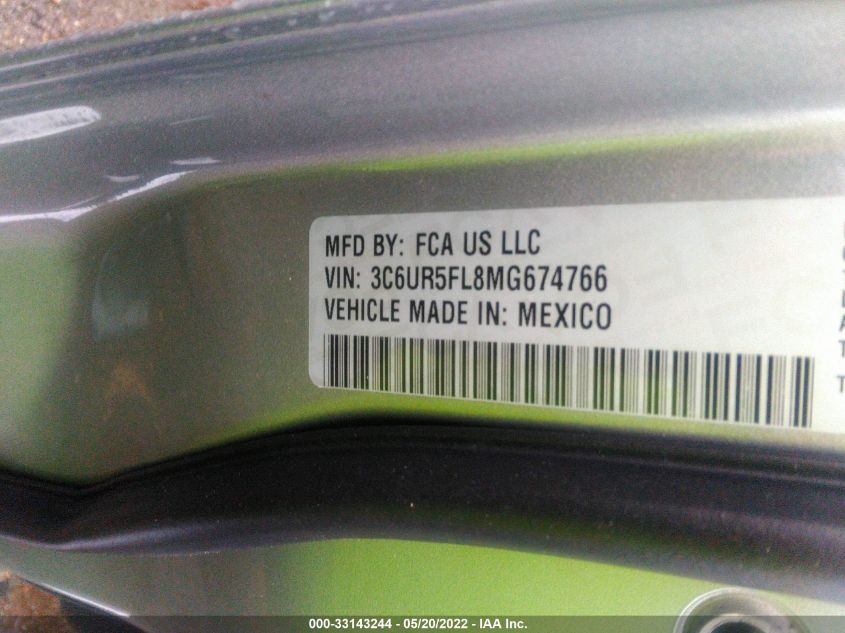 MFD BY: FCA US LLC
VIN: 3C6UR5FL8MG674766
VEHICLE MADE IN: MEXICO
000-33143244 - 05/20/2022 - IAA Inc.